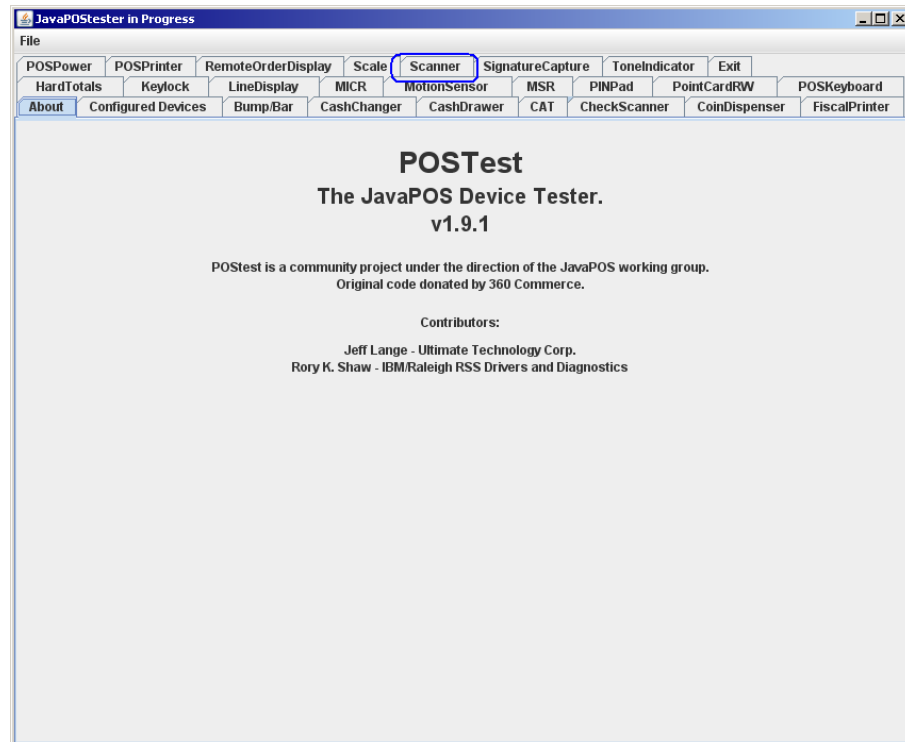 JavaPOStester in Progress
File
POSPower POSPrinter RemoteOrderDisplay Scale Scanner SignatureCapture ToneIndicator Exit
HardTotals Keylock LineDisplay MICR MotionSensor MSR PINPad PointCardRW POSKeyboard
About Configured Devices Bump/Bar CashChanger CashDrawer CAT CheckScanner CoinDispenser FiscalPrinter
POSTest
The JavaPOS Device Tester.
v1.9.1
POStest is a community project under the direction of the JavaPOS working group.
Original code donated by 360 Commerce.
Contributors:
Jeff Lange - Ultimate Technology Corp.
Rory K. Shaw - IBM/Raleigh RSS Drivers and Diagnostics